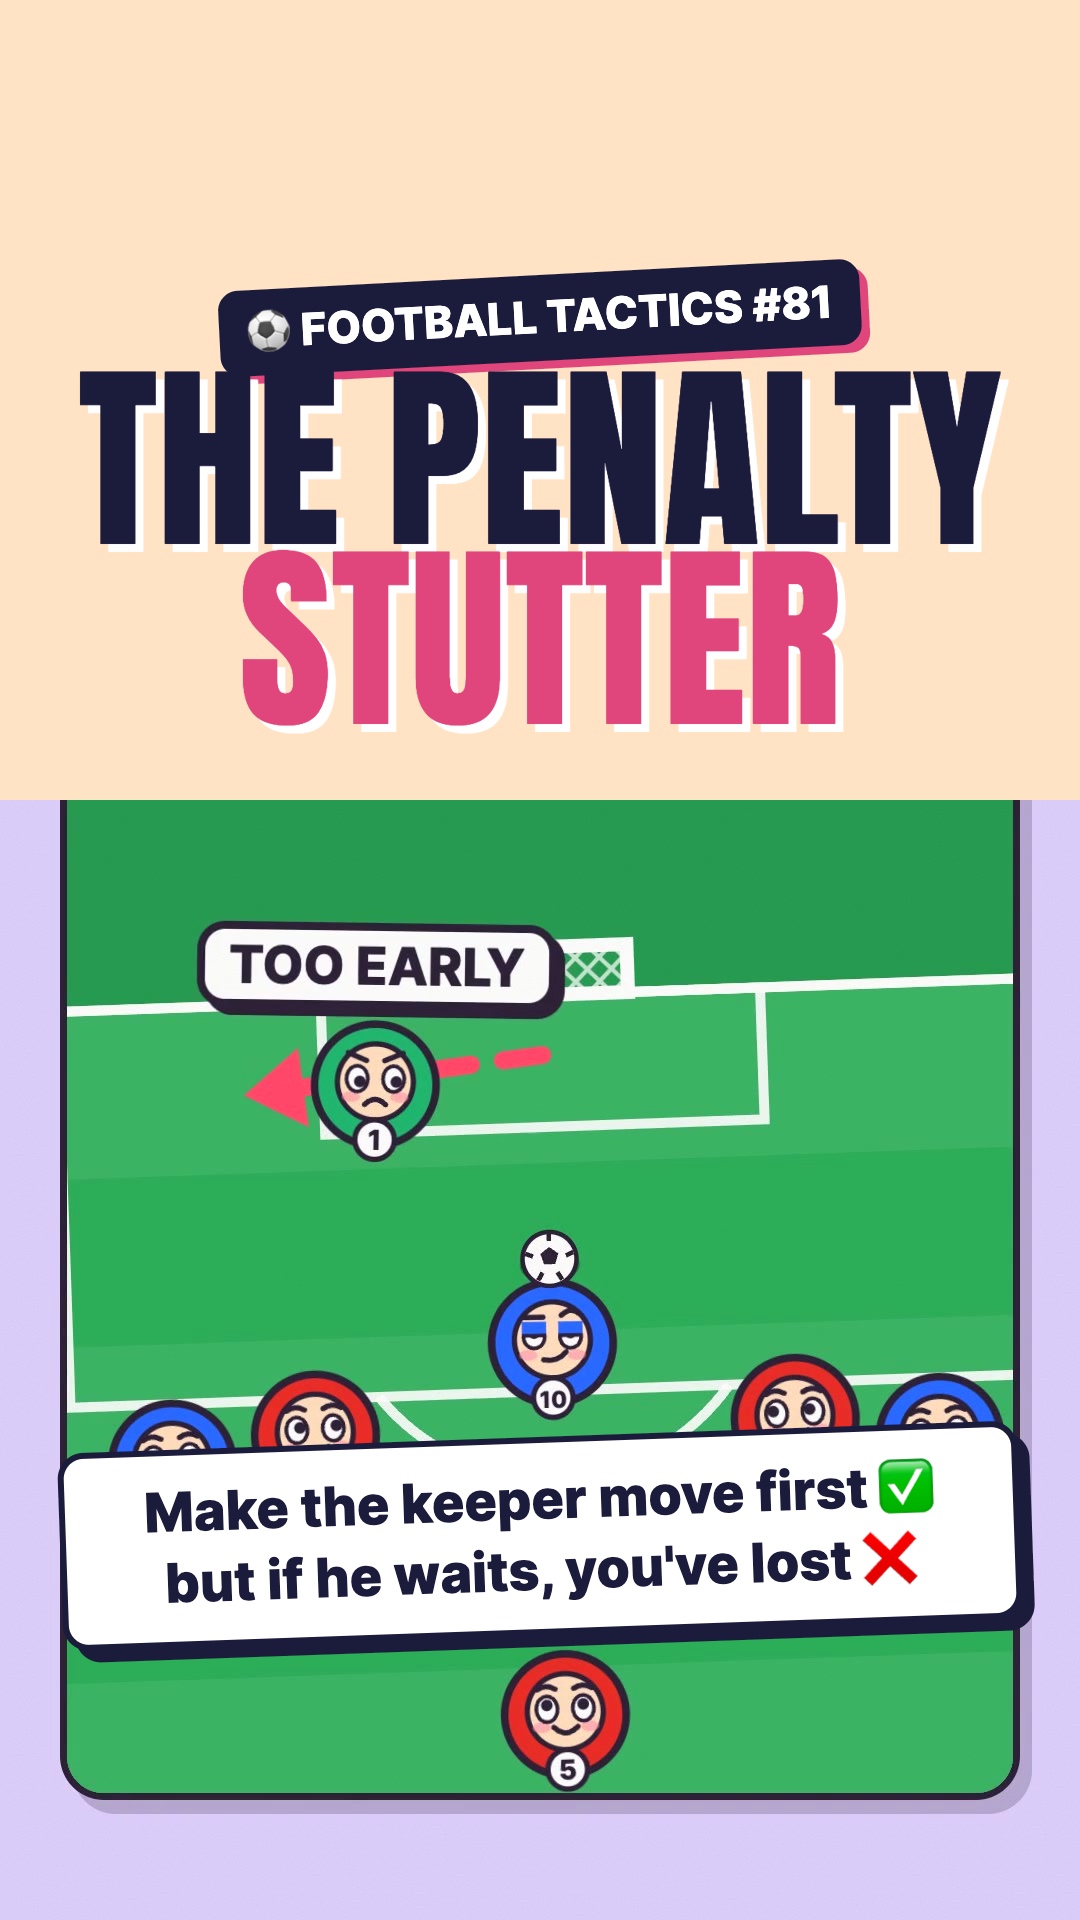 ⚽ FOOTBALL TACTICS #81
THE PENALTY
STUTTER
TOO EARLY
1
10
Make the keeper move first ✅
but if he waits, you've lost ❌
5